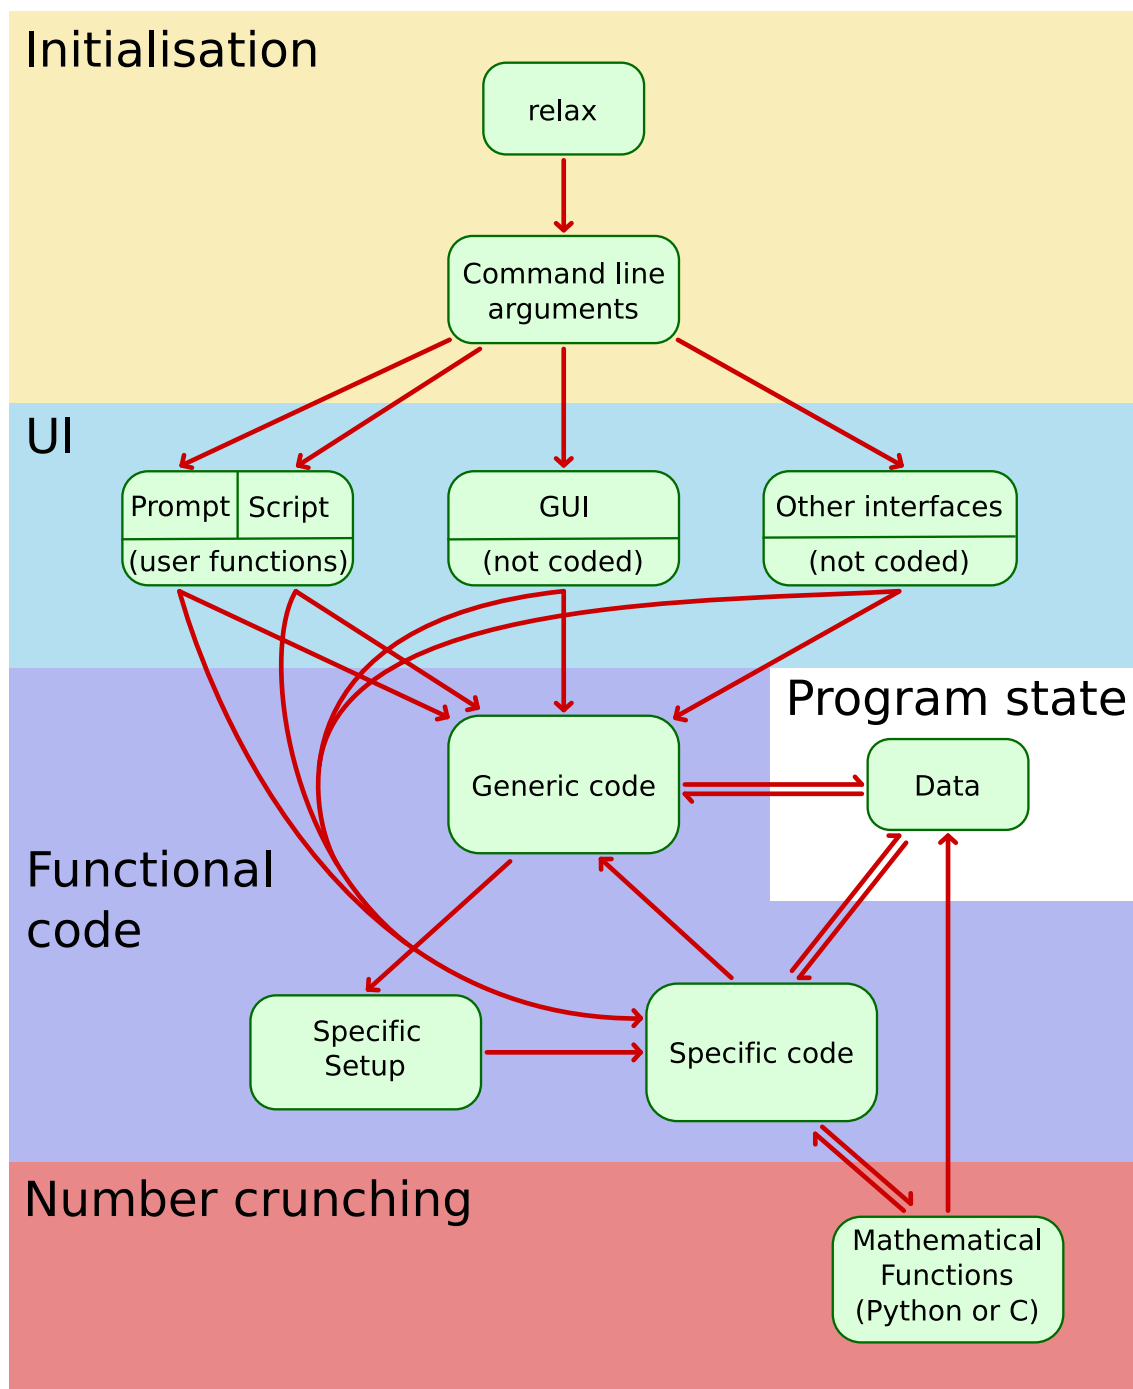 Initialisation
relax
Command line
arguments
UI
Prompt
Script
(user functions)
GUI
(not coded)
Other interfaces
(not coded)
Program state
Generic code
Data
Functional
code
Specific
Setup
Specific code
Number crunching
Mathematical
Functions
(Python or C)